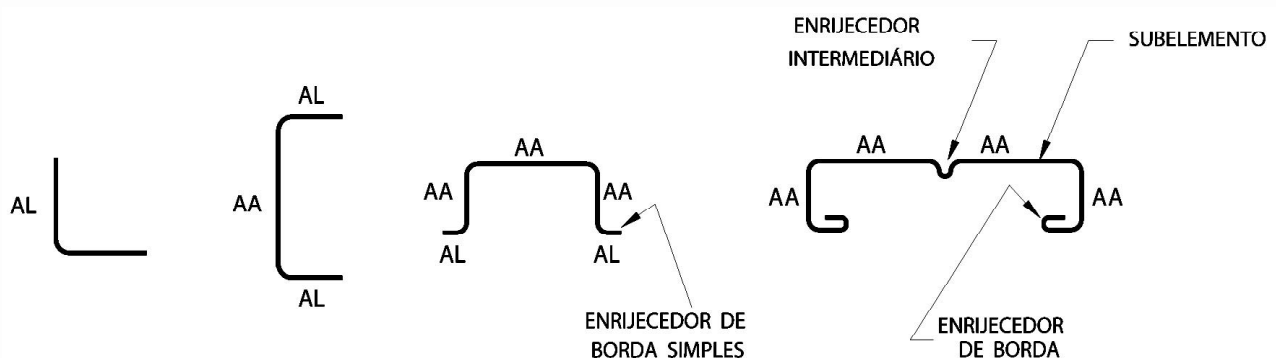 AL
AL
AA
AL
AA
AA
AA
AL
AL
ENRIJECEDOR DE
BORDA SIMPLES
ENRIJECEDOR
INTERMEDIÁRIO
SUBELEMENTO
AA
AA
AA
AA
ENRIJECEDOR
DE BORDA